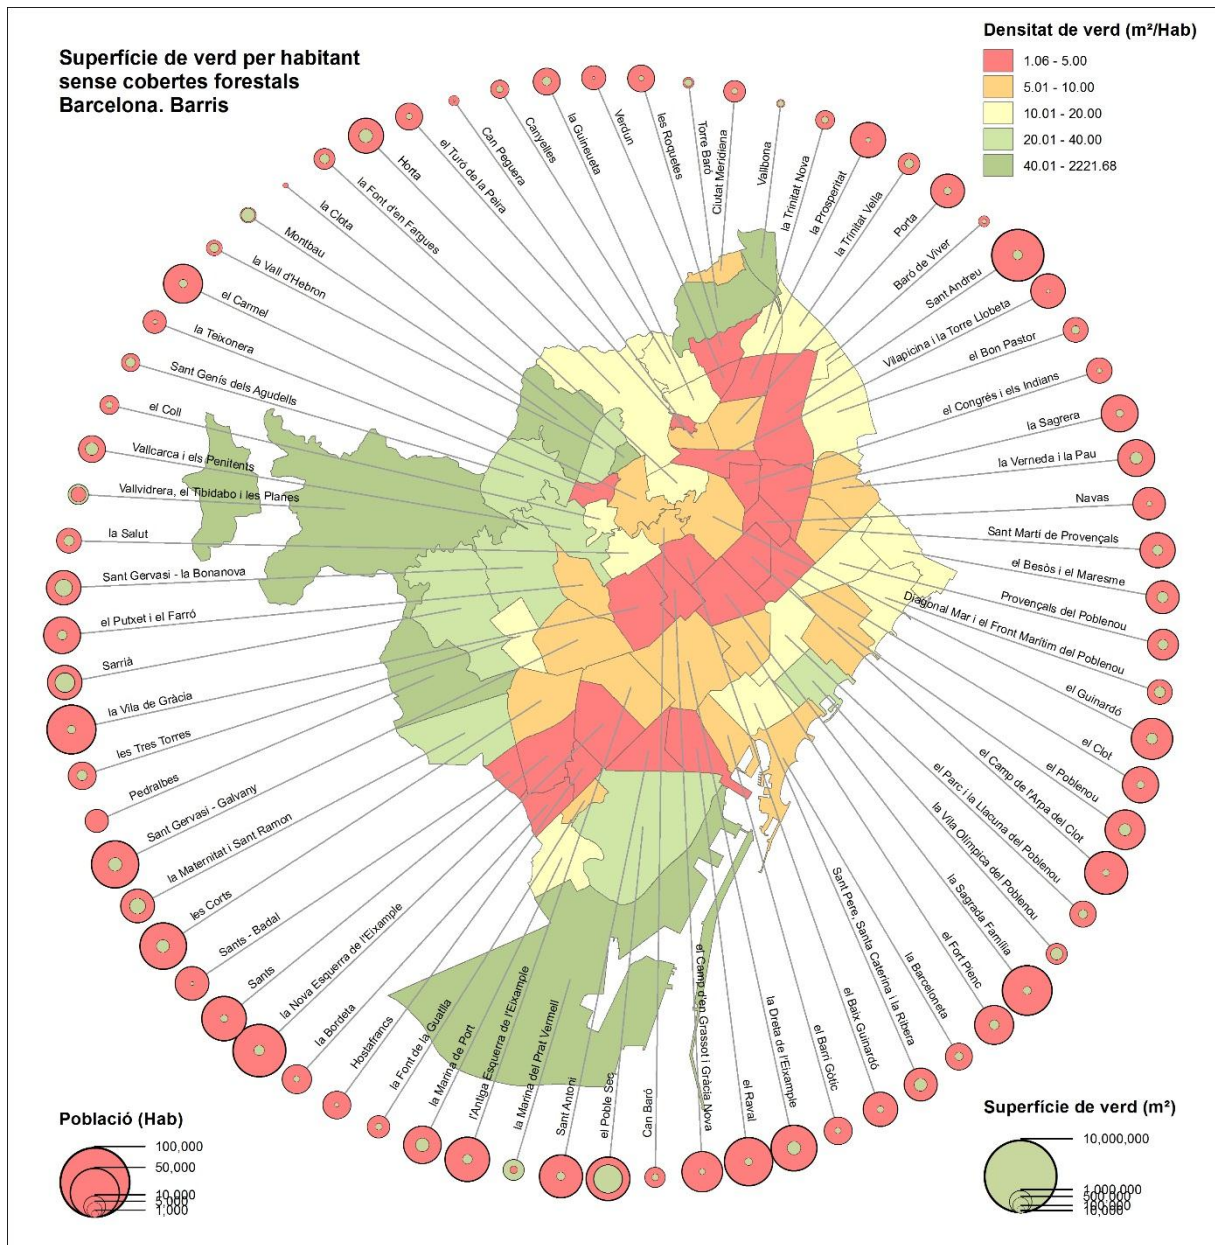 Superfície de verd per habitant
sense cobertes forestals
Barcelona. Barris
Densitat de verd (m²/Hab)
1.06 - 5.00
5.01 - 10.00
10.01 - 20.00
20.01 - 40.00
40.01 - 2221.68
Horta
el Turó de la Peira
Can Peguera
Canyelles
la Guineueta
Verdun
les Roquetes
Torre Baró
Ciutat Meridiana
Vallbona
la Trinitat Nova
la Prosperitat
la Trinitat Vella
Porta
Baró de Viver
Sant Andreu
Vilapicina i la Torre Llobeta
el Bon Pastor
el Congrés i els Indians
la Sagrera
la Verneda i la Pau
Navas
Sant Martí de Provençals
el Besòs i el Maresme
Provençals del Poblenou
Diagonal Mar i el Front Marítim del Poblenou
el Guinardó
el Clot
el Poblenou
el Camp de l'Arpa del Clot
el Parc i la Llacuna del Poblenou
la Vila Olímpica del Poblenou
la Sagrada Família
el Fort Pienc
la Barceloneta
Sant Pere, Santa Caterina i la Ribera
el Baix Guinardó
el Barri Gòtic
la Dreta de l'Eixample
el Raval
el Camp d'en Grassot i Gràcia Nova
Can Baró
el Poble Sec
Sant Antoni
la Marina del Prat Vermell
l'Antiga Esquerra de l'Eixample
la Marina de Port
la Font de la Guatlla
Hostafrancs
la Bordeta
la Nova Esquerra de l'Eixample
Sants
Sants - Badal
les Corts
la Maternitat i Sant Ramon
Sant Gervasi - Galvany
Pedralbes
les Tres Torres
la Vila de Gràcia
Sarrià
el Putxet i el Farró
Sant Gervasi - la Bonanova
la Salut
Vallvidrera, el Tibidabo i les Planes
Vallcarca i els Penitents
el Coll
Sant Genís dels Agudells
la Teixonera
el Carmel
la Vall d'Hebron
Montbau
la Clota
la Font d'en Fargues
Població (Hab)
100,000
50,000
10,000
5,000
1,000
Superfície de verd (m²)
10,000,000
1,000,000
500,000
100,000
10,000